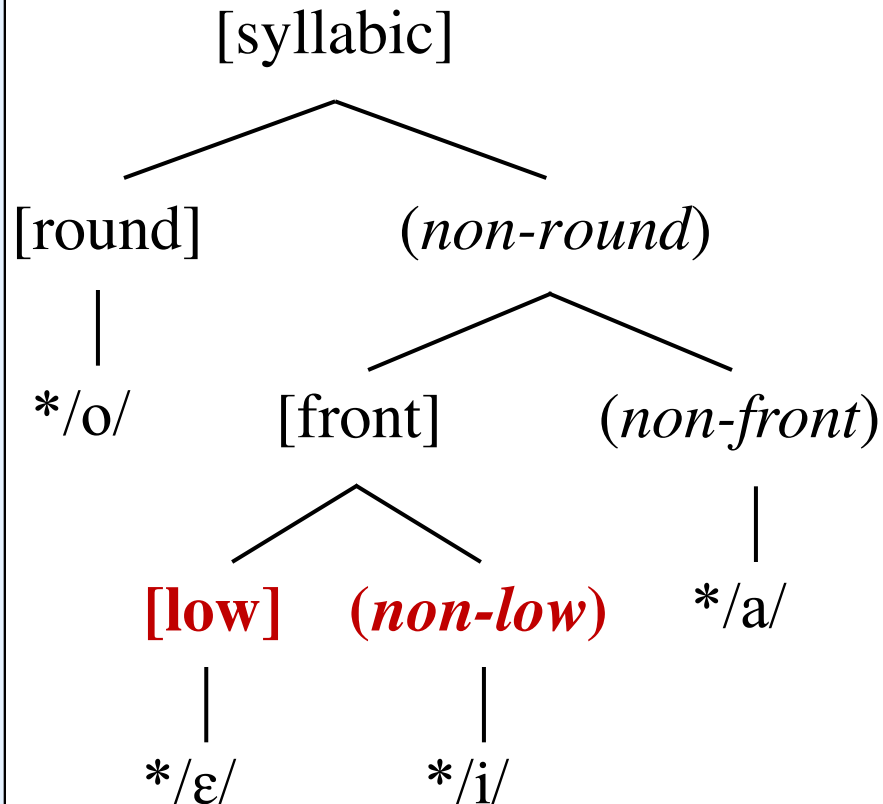 [syllabic]
[round] (non-round)
*/o/ [front] (non-front)
[low] (non-low) */a/
*/ɛ/ */i/